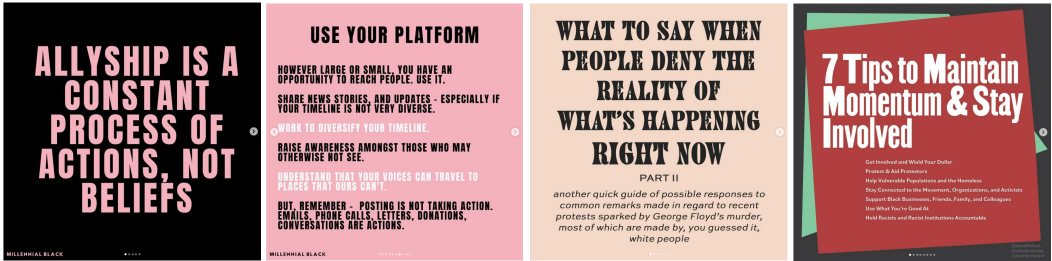 ALLYSHIP IS A
CONSTANT
PROCESS OF
ACTIONS, NOT
BELIEFS
MILLENNIAL BLACK
USE YOUR PLATFORM
HOWEVER LARGE OR SMALL, YOU HAVE AN
OPPORTUNITY TO REACH PEOPLE. USE IT.
SHARE NEWS STORIES, AND UPDATES - ESPECIALLY IF
YOUR TIMELINE IS NOT VERY DIVERSE.
WORK TO DIVERSIFY YOUR TIMELINE.
RAISE AWARENESS AMONGST THOSE WHO MAY
OTHERWISE NOT SEE.
UNDERSTAND THAT YOUR VOICES CAN TRAVEL TO
PLACES THAT OURS CAN'T.
BUT, REMEMBER - POSTING IS NOT TAKING ACTION.
EMAILS, PHONE CALLS, LETTERS, DONATIONS,
CONVERSATIONS ARE ACTIONS.
MILLENNIAL BLACK
WHAT TO SAY WHEN
PEOPLE DENY THE
REALITY OF
WHAT'S HAPPENING
RIGHT NOW
PART II
another quick guide of possible responses to
common remarks made in regard to recent
protests sparked by George Floyd's murder,
most of which are made by, you guessed it,
white people
7 Tips to Maintain
Momentum & Stay
Involved
Get Involved and Wield Your Dollar
Protest & Aid Protestors
Help Vulnerable Populations and the Homeless
Stay Connected to the Movement, Organizations, and Activists
Support Black Businesses, Friends, Family, and Colleagues
Use What You're Good At
Hold Racists and Racist Institutions Accountable